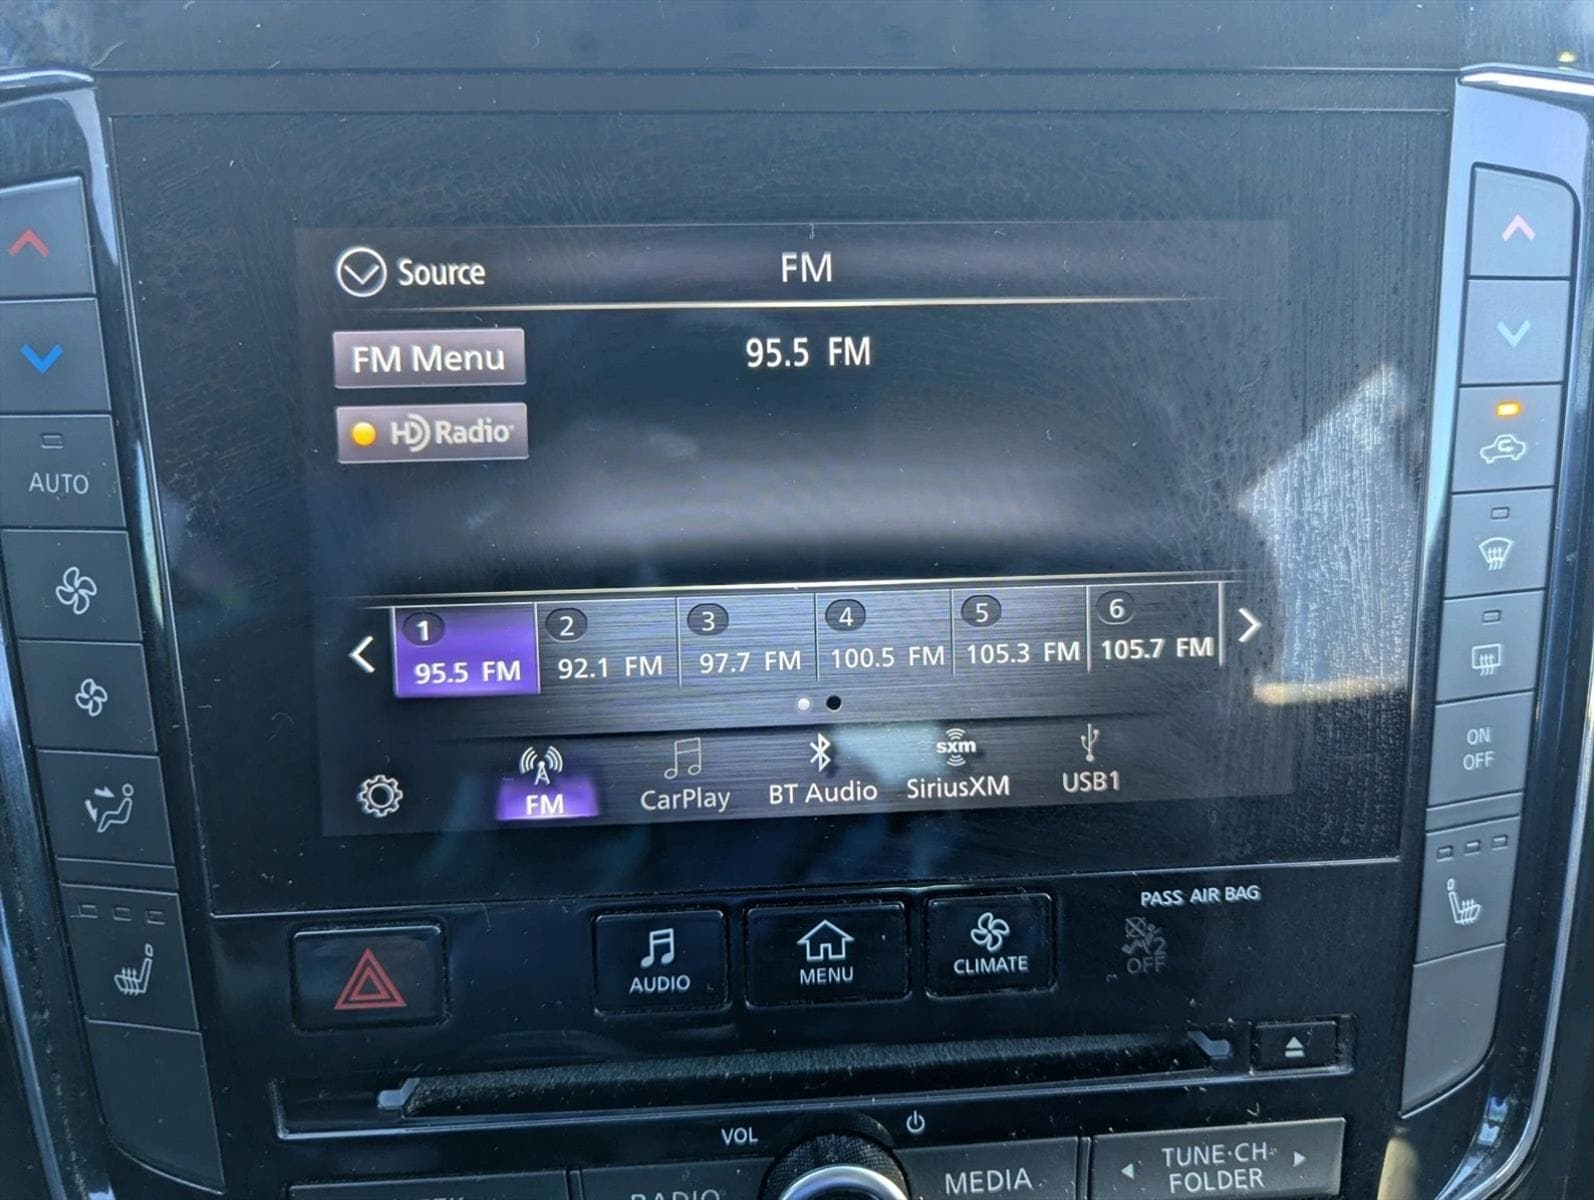 Source
FM
FM Menu
95.5 FM
HD Radio
AUTO
1
95.5 FM
2
92.1 FM
3
97.7 FM
4
100.5 FM
5
105.3 FM
6
105.7 FM
ON
OFF
FM
CarPlay
BT Audio
sxm
SiriusXM
USB1
AUDIO
MENU
CLIMATE
PASS AIR BAG
2
OFF
VOL
RADIO
MEDIA
TUNE·CH·
FOLDER